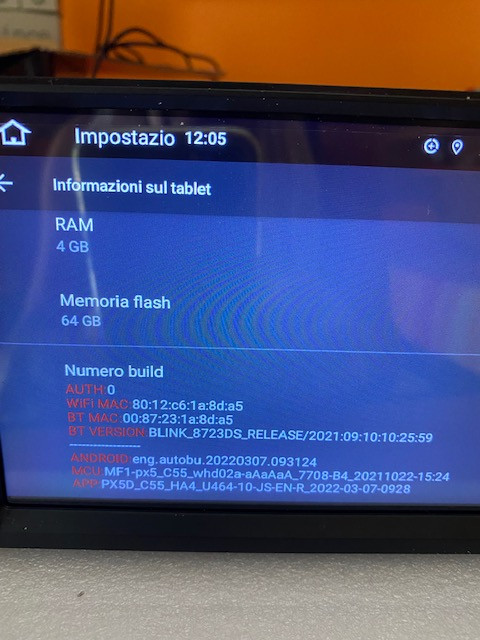 Impostazio 12:05
Informazioni sul tablet
RAM
4 GB
Memoria flash
64 GB
Numero build
AUTH:0
WIFI MAC:80:12:c6:1a:8d:a5
BT MAC:00:87:23:1a:8d:a5
BT VERSION:BLINK_8723DS_RELEASE/2021:09:10:10:25:59
--------------------
ANDROID:eng.autobu.20220307.093124
MCU:MF1-px5_C55_whd02a-aAaAaA_7708-B4_20211022-15:24
APP:PX5D_C55_HA4_U464-10-JS-EN-R_2022-03-07-0928